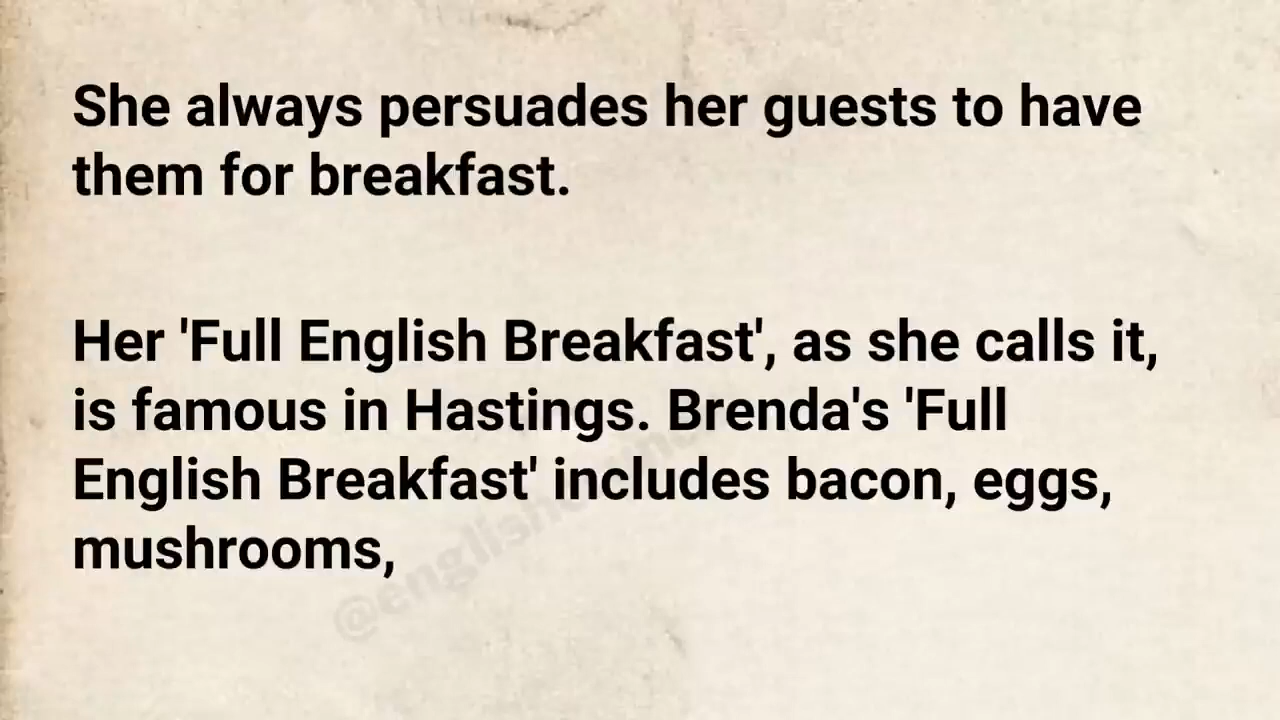 She always persuades her guests to have
them for breakfast.
Her 'Full English Breakfast', as she calls it,
is famous in Hastings. Brenda's 'Full
English Breakfast' includes bacon, eggs,
mushrooms,